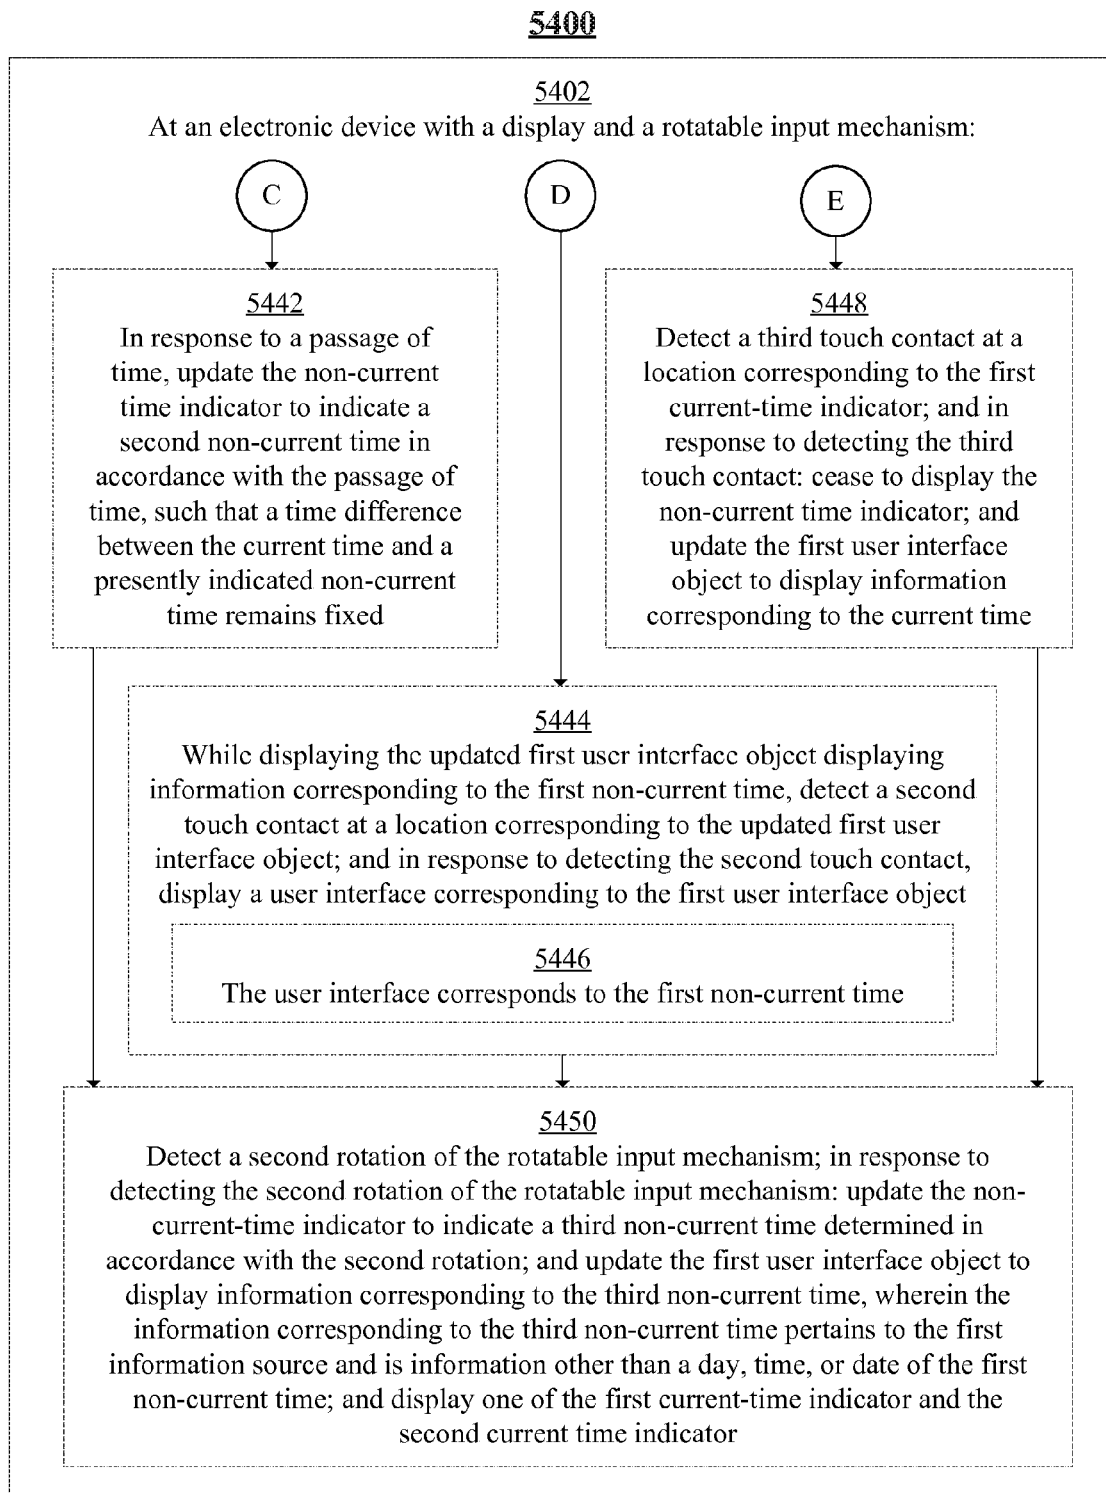 5400
5402
At an electronic device with a display and a rotatable input mechanism:
C
D
E
5442
In response to a passage of
time, update the non-current
time indicator to indicate a
second non-current time in
accordance with the passage of
time, such that a time difference
between the current time and a
presently indicated non-current
time remains fixed
5448
Detect a third touch contact at a
location corresponding to the first
current-time indicator; and in
response to detecting the third
touch contact: cease to display the
non-current time indicator; and
update the first user interface
object to display information
corresponding to the current time
5444
While displaying the updated first user interface object displaying
information corresponding to the first non-current time, detect a second
touch contact at a location corresponding to the updated first user
interface object; and in response to detecting the second touch contact,
display a user interface corresponding to the first user interface object
5446
The user interface corresponds to the first non-current time
5450
Detect a second rotation of the rotatable input mechanism; in response to
detecting the second rotation of the rotatable input mechanism: update the non-
current-time indicator to indicate a third non-current time determined in
accordance with the second rotation; and update the first user interface object to
display information corresponding to the third non-current time, wherein the
information corresponding to the third non-current time pertains to the first
information source and is information other than a day, time, or date of the first
non-current time; and display one of the first current-time indicator and the
second current time indicator